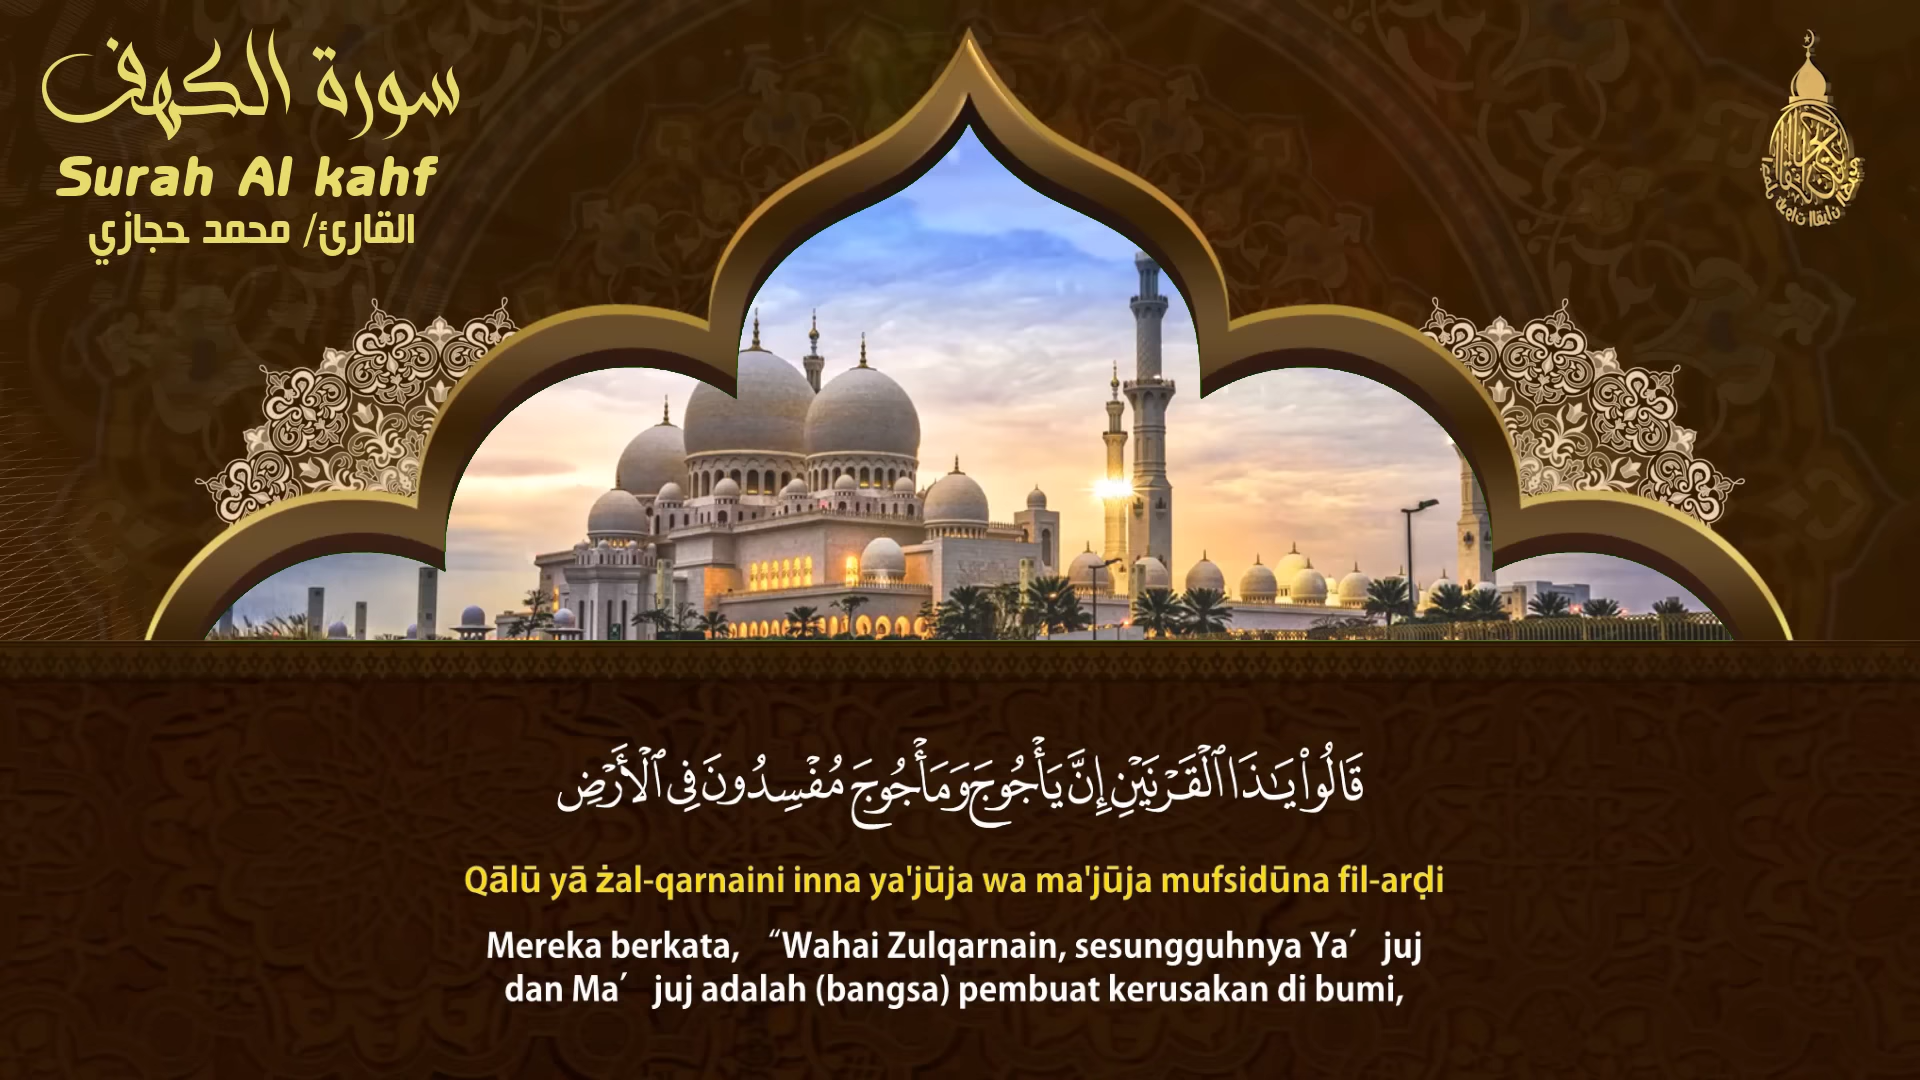 سورة الكهف
Surah Al kahf
القارئ/ محمد حجازي
قَالُوا۟ يَـٰذَا ٱلْقَرْنَيْنِ إِنَّ يَأْجُوجَ وَمَأْجُوجَ مُفْسِدُونَ فِى ٱلْأَرْضِ
Qālū yā żal-qarnaini inna ya'jūja wa ma'jūja mufsidūna fil-arḍi
Mereka berkata, “Wahai Zulqarnain, sesungguhnya Ya’ juj
dan Ma’ juj adalah (bangsa) pembuat kerusakan di bumi,